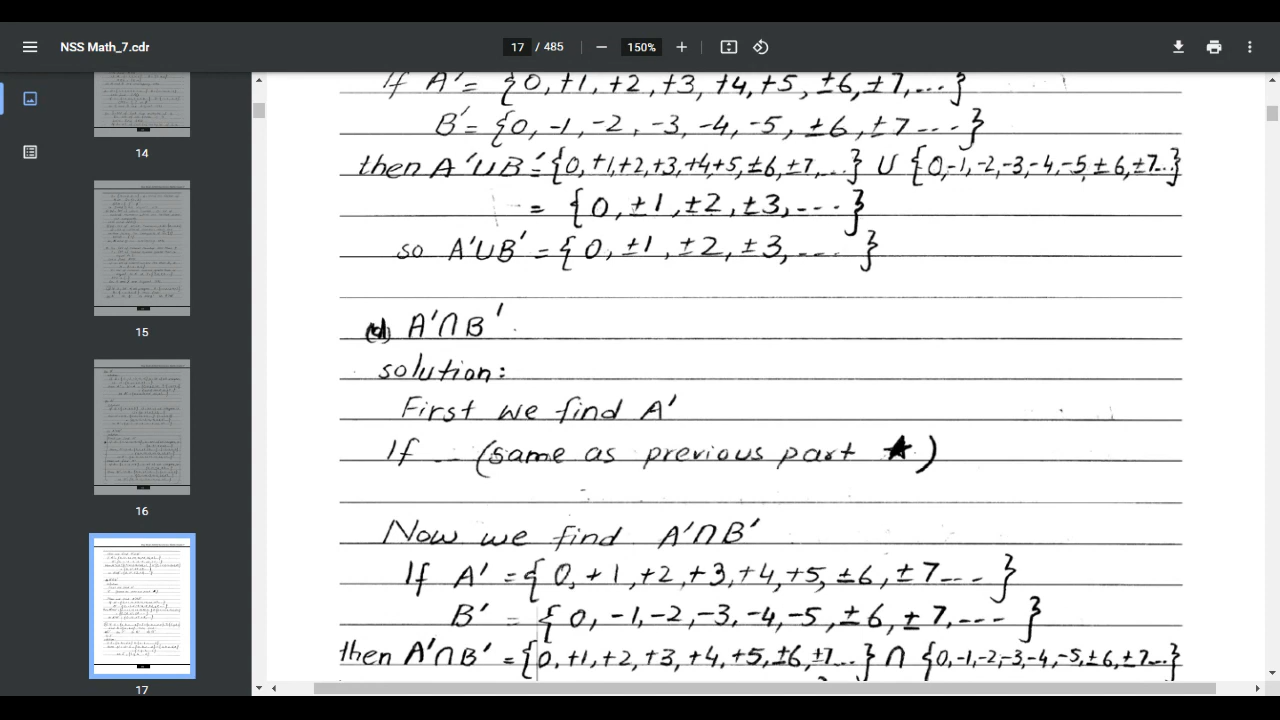 NSS Math_7.cdr
17 / 485
150%
14
15
16
17
If A' = {0, +1, +2, +3, +4, +5, ±6, ±7, ...}
B' = {0, -1, -2, -3, -4, -5, ±6, ±7 ---}
then A'∪B' = {0, +1, +2, +3, +4, +5, ±6, ±7, ...} ∪ {0, -1, -2, -3, -4, -5, ±6, ±7...}
= {0, ±1, ±2, ±3, ----}
so A'∪B' = {0, ±1, ±2, ±3, ----}
(d) A'∩B'
solution:
First we find A'
If -- (same as previous part ★)
Now we find A'∩B'
If A' = {0, +1, +2, +3, +4, +5, ±6, ±7---}
B' = {0, -1, -2, -3, -4, -5, ±6, ±7, ---}
then A'∩B' = {0, +1, +2, +3, +4, +5, ±6, ±7...} ∩ {0, -1, -2, -3, -4, -5, ±6, ±7...}